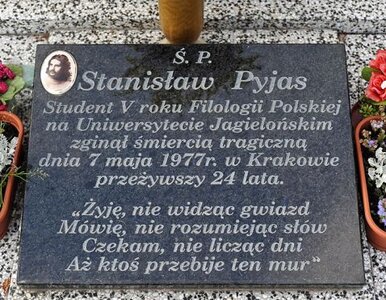 Ś. P.
Stanisław Pyjas
Student V roku Filologii Polskiej
na Uniwersytecie Jagielońskim
zginął śmiercią tragiczną
dnia 7 maja 1977r. w Krakowie
przeżywszy 24 lata.
„Żyję, nie widząc gwiazd
Mówię, nie rozumiejąc słów
Czekam, nie licząc dni
Aż ktoś przebije ten mur"